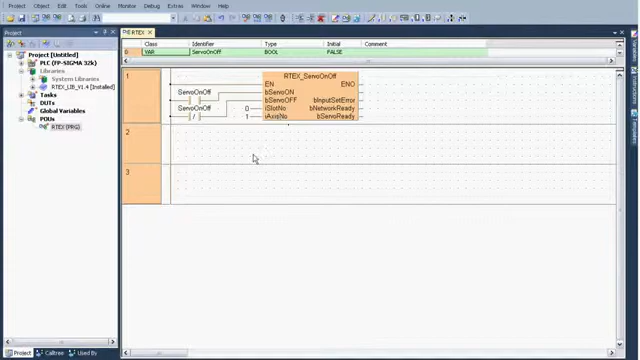 Project Object Edit Tools Online Monitor Debug Extras Window Help
RTEX
Project
Project [Untitled]
PLC (FP-SIGMA 32k)
Libraries
System Libraries
RTEX_LIB_V1.4 [Installed]
Tasks
DUTs
Global Variables
POUs
RTEX (PRG)
Class Identifier Type Initial Comment
0 VAR ServoOnOff BOOL FALSE
1
RTEX_ServoOnOff
EN ENO
ServoOnOff bServoON
bServoOFF bInputSetError
ServoOnOff 0 iSlotNo bNetworkReady
1 iAxisNo bServoReady
2
3
Variables
Instructions
Templates
Project Calltree Used By